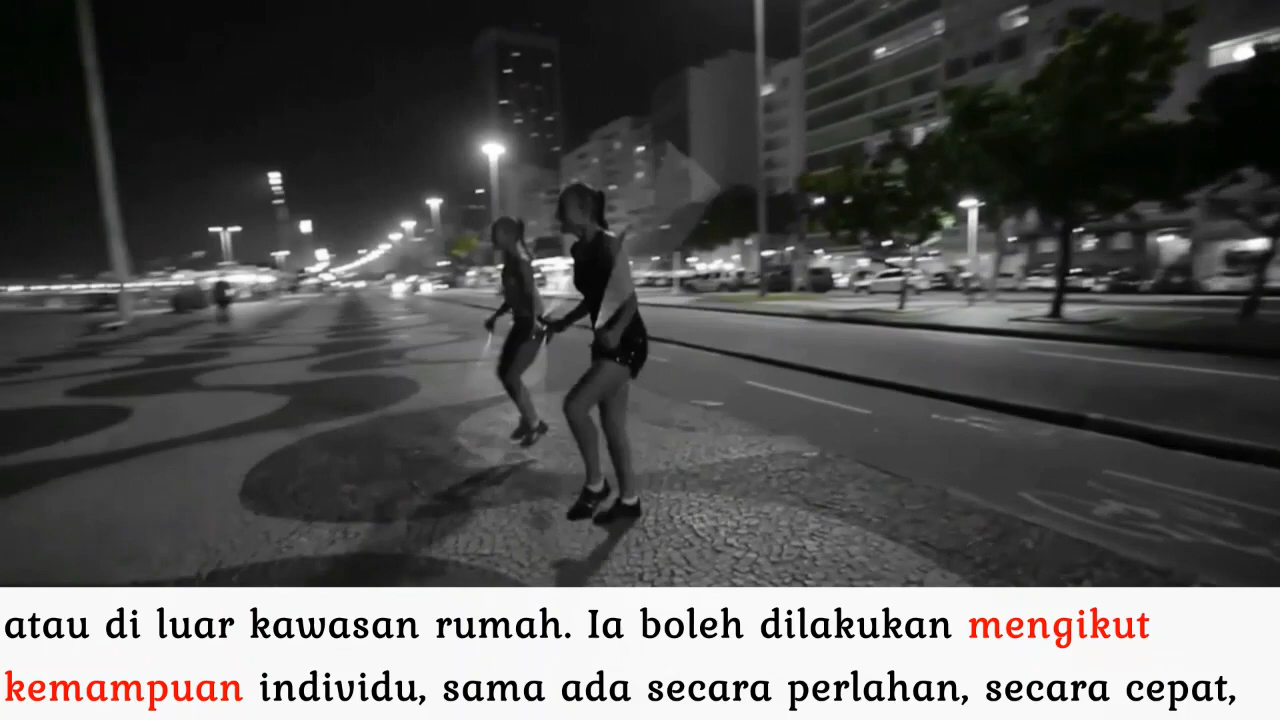 atau di luar kawasan rumah. Ia boleh dilakukan mengikut
kemampuan individu, sama ada secara perlahan, secara cepat,